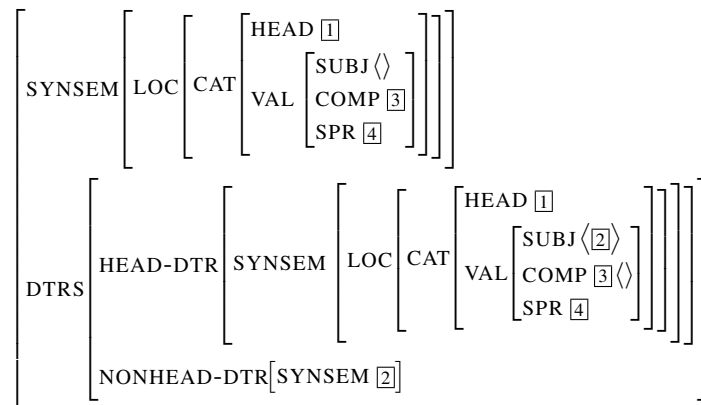 HEAD 1
SUBJ ⟨⟩
SYNSEM LOC CAT VAL COMP 3
SPR 4
HEAD 1
SUBJ ⟨2⟩
HEAD-DTR SYNSEM LOC CAT VAL COMP 3 ⟨⟩
DTRS SPR 4
NONHEAD-DTR[SYNSEM 2]